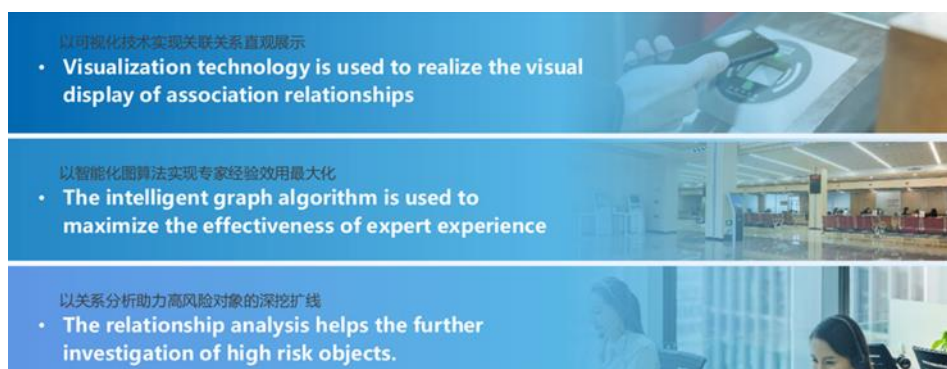 以可视化技术实现关联关系直观展示
• Visualization technology is used to realize the visual
display of association relationships
以智能化图算法实现专家经验效用最大化
• The intelligent graph algorithm is used to
maximize the effectiveness of expert experience
以关系分析助力高风险对象的深挖扩线
• The relationship analysis helps the further
investigation of high risk objects.